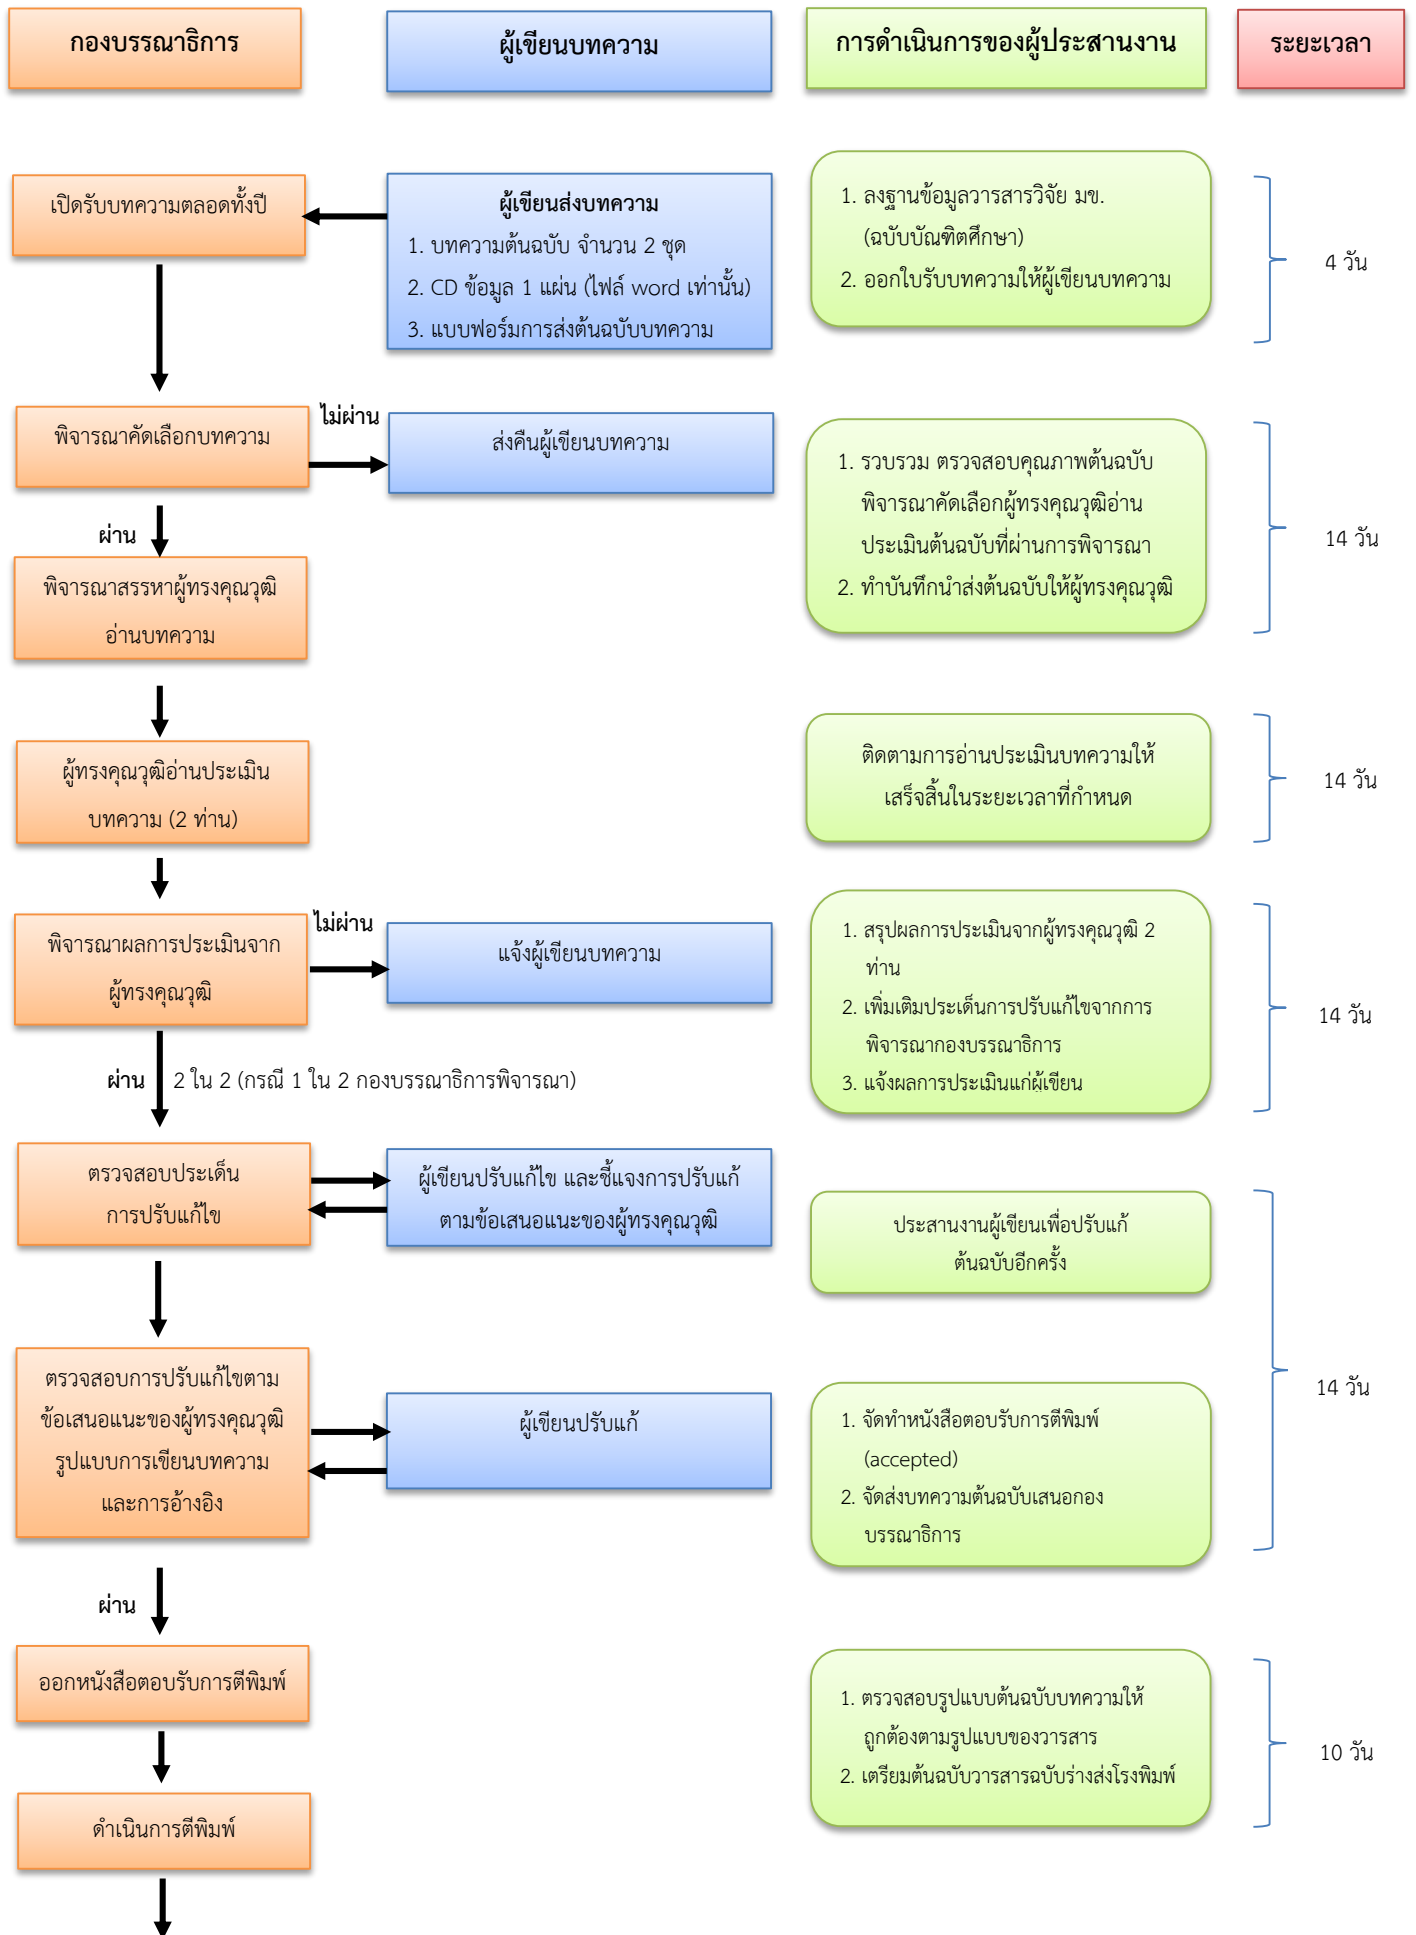 กองบรรณาธิการ
ผู้เขียนบทความ
การดำเนินการของผู้ประสานงาน
ระยะเวลา
เปิดรับบทความตลอดทั้งปี
ผู้เขียนส่งบทความ
1. บทความต้นฉบับ จำนวน 2 ชุด
2. CD ข้อมูล 1 แผ่น (ไฟล์ word เท่านั้น)
3. แบบฟอร์มการส่งต้นฉบับบทความ
1. ลงฐานข้อมูลวารสารวิจัย มข.
(ฉบับบัณฑิตศึกษา)
2. ออกใบรับบทความให้ผู้เขียนบทความ
4 วัน
พิจารณาคัดเลือกบทความ
ไม่ผ่าน
ส่งคืนผู้เขียนบทความ
1. รวบรวม ตรวจสอบคุณภาพต้นฉบับ
พิจารณาคัดเลือกผู้ทรงคุณวุฒิอ่าน
ประเมินต้นฉบับที่ผ่านการพิจารณา
2. ทำบันทึกนำส่งต้นฉบับให้ผู้ทรงคุณวุฒิ
14 วัน
ผ่าน
พิจารณาสรรหาผู้ทรงคุณวุฒิ
อ่านบทความ
ผู้ทรงคุณวุฒิอ่านประเมิน
บทความ (2 ท่าน)
ติดตามการอ่านประเมินบทความให้
เสร็จสิ้นในระยะเวลาที่กำหนด
14 วัน
พิจารณาผลการประเมินจาก
ผู้ทรงคุณวุฒิ
ไม่ผ่าน
แจ้งผู้เขียนบทความ
1. สรุปผลการประเมินจากผู้ทรงคุณวุฒิ 2
ท่าน
2. เพิ่มเติมประเด็นการปรับแก้ไขจากการ
พิจารณากองบรรณาธิการ
3. แจ้งผลการประเมินแก่ผู้เขียน
14 วัน
ผ่าน 2 ใน 2 (กรณี 1 ใน 2 กองบรรณาธิการพิจารณา)
ตรวจสอบประเด็น
การปรับแก้ไข
ผู้เขียนปรับแก้ไข และชี้แจงการปรับแก้
ตามข้อเสนอแนะของผู้ทรงคุณวุฒิ
ประสานงานผู้เขียนเพื่อปรับแก้
ต้นฉบับอีกครั้ง
ตรวจสอบการปรับแก้ไขตาม
ข้อเสนอแนะของผู้ทรงคุณวุฒิ
รูปแบบการเขียนบทความ
และการอ้างอิง
ผู้เขียนปรับแก้
1. จัดทำหนังสือตอบรับการตีพิมพ์
(accepted)
2. จัดส่งบทความต้นฉบับเสนอกอง
บรรณาธิการ
14 วัน
ผ่าน
ออกหนังสือตอบรับการตีพิมพ์
1. ตรวจสอบรูปแบบต้นฉบับบทความให้
ถูกต้องตามรูปแบบของวารสาร
2. เตรียมต้นฉบับวารสารฉบับร่างส่งโรงพิมพ์
10 วัน
ดำเนินการตีพิมพ์